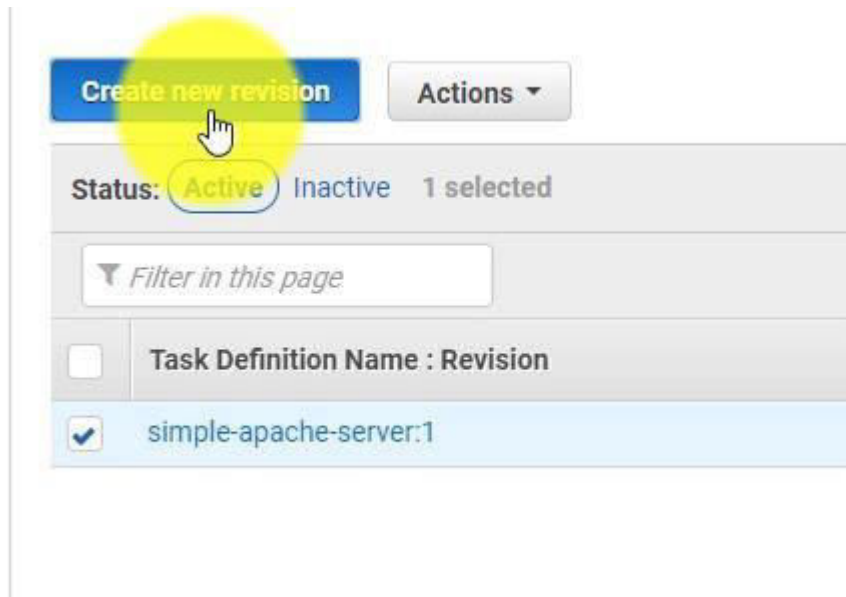 Create new revision Actions
Status: Active Inactive 1 selected
Filter in this page
Task Definition Name : Revision
simple-apache-server:1